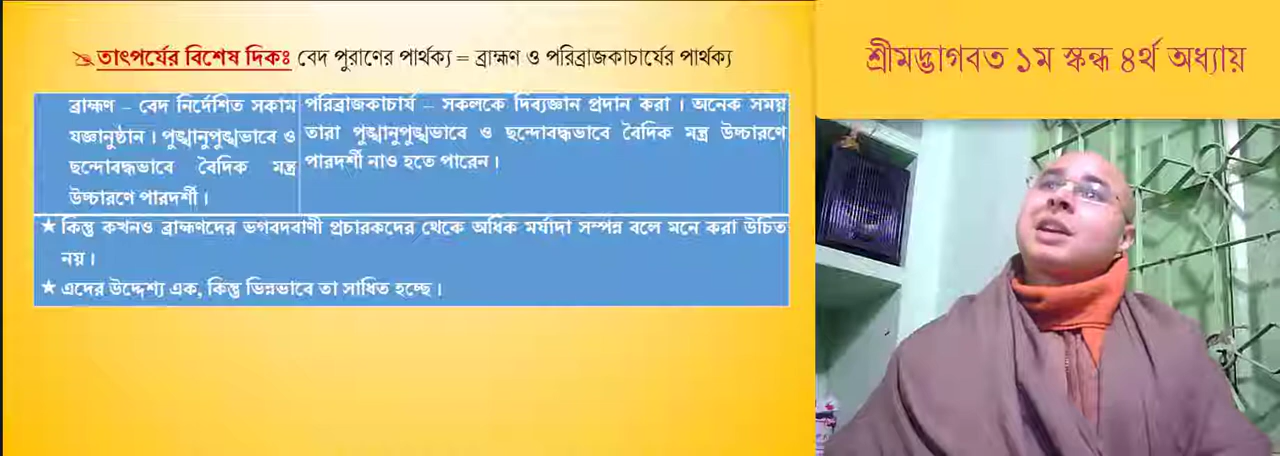 তাৎপর্যের বিশেষ দিকঃ বেদ পুরাণের পার্থক্য = ব্রাহ্মণ ও পরিব্রাজকাচার্যের পার্থক্য
ব্রাহ্মণ – বেদ নির্দেশিত সকাম
যজ্ঞানুষ্ঠান। পুঙ্খানুপুঙ্খভাবে ও
ছন্দোবদ্ধভাবে বৈদিক মন্ত্র
উচ্চারণে পারদর্শী।
পরিব্রাজকাচার্য – সকলকে দিব্যজ্ঞান প্রদান করা। অনেক সময়
তারা পুঙ্খানুপুঙ্খভাবে ও ছন্দোবদ্ধভাবে বৈদিক মন্ত্র উচ্চারণে
পারদর্শী নাও হতে পারেন।
★ কিন্তু কখনও ব্রাহ্মণদের ভগবদবাণী প্রচারকদের থেকে অধিক মর্যাদা সম্পন্ন বলে মনে করা উচিত
নয়।
★ এদের উদ্দেশ্য এক, কিন্তু ভিন্নভাবে তা সাধিত হচ্ছে।
শ্রীমদ্ভাগবত ১ম স্কন্ধ ৪র্থ অধ্যায়